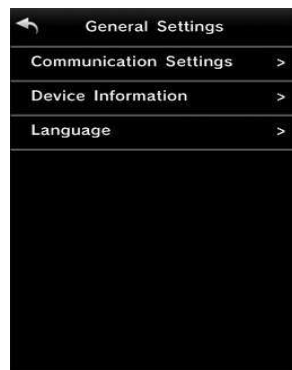 General Settings
Communication Settings >
Device Information >
Language >